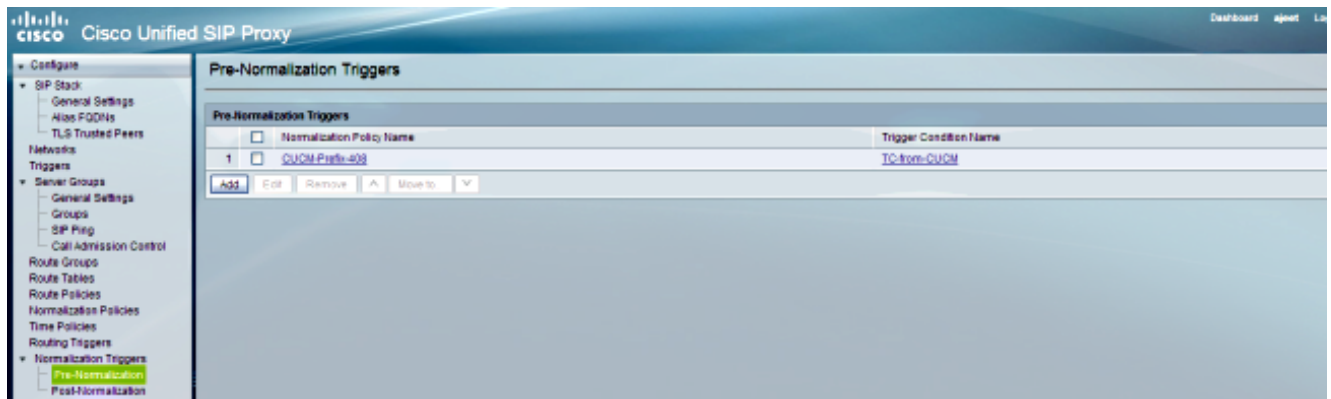 Dashboard ajeet
CISCO Cisco Unified SIP Proxy
Configure
SIP Stack
General Settings
Alias FQDNs
TLS Trusted Peers
Networks
Triggers
Server Groups
General Settings
Groups
SIP Ping
Call Admission Control
Route Groups
Route Tables
Route Policies
Normalization Policies
Time Policies
Routing Triggers
Normalization Triggers
Pre-Normalization
Post-Normalization
Pre-Normalization Triggers
Pre-Normalization Triggers
Normalization Policy Name Trigger Condition Name
1 CUCM-Prefix-408 TC-from-CUCM
Add Edit Remove Move to